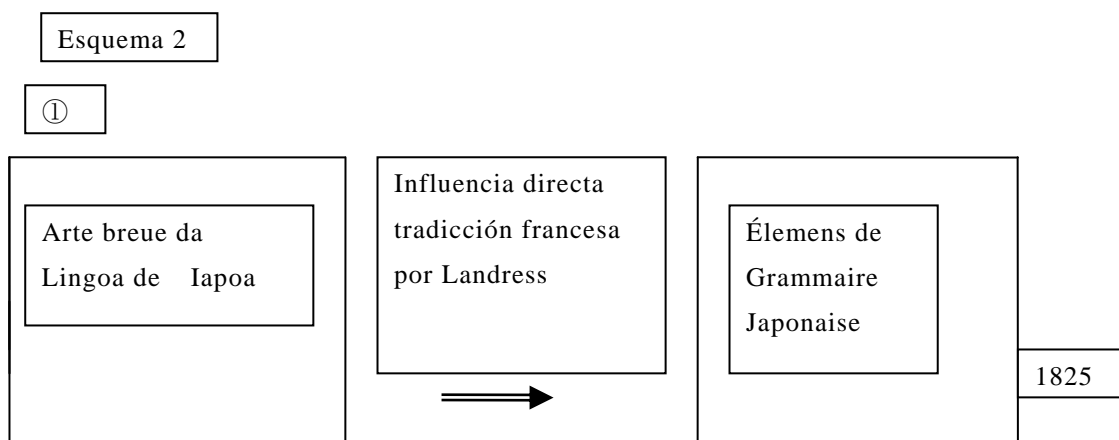 Esquema 2
①
Arte breue da
Lingoa de Iapoa
Influencia directa
tradicción francesa
por Landress
Élemens de
Grammaire
Japonaise
1825